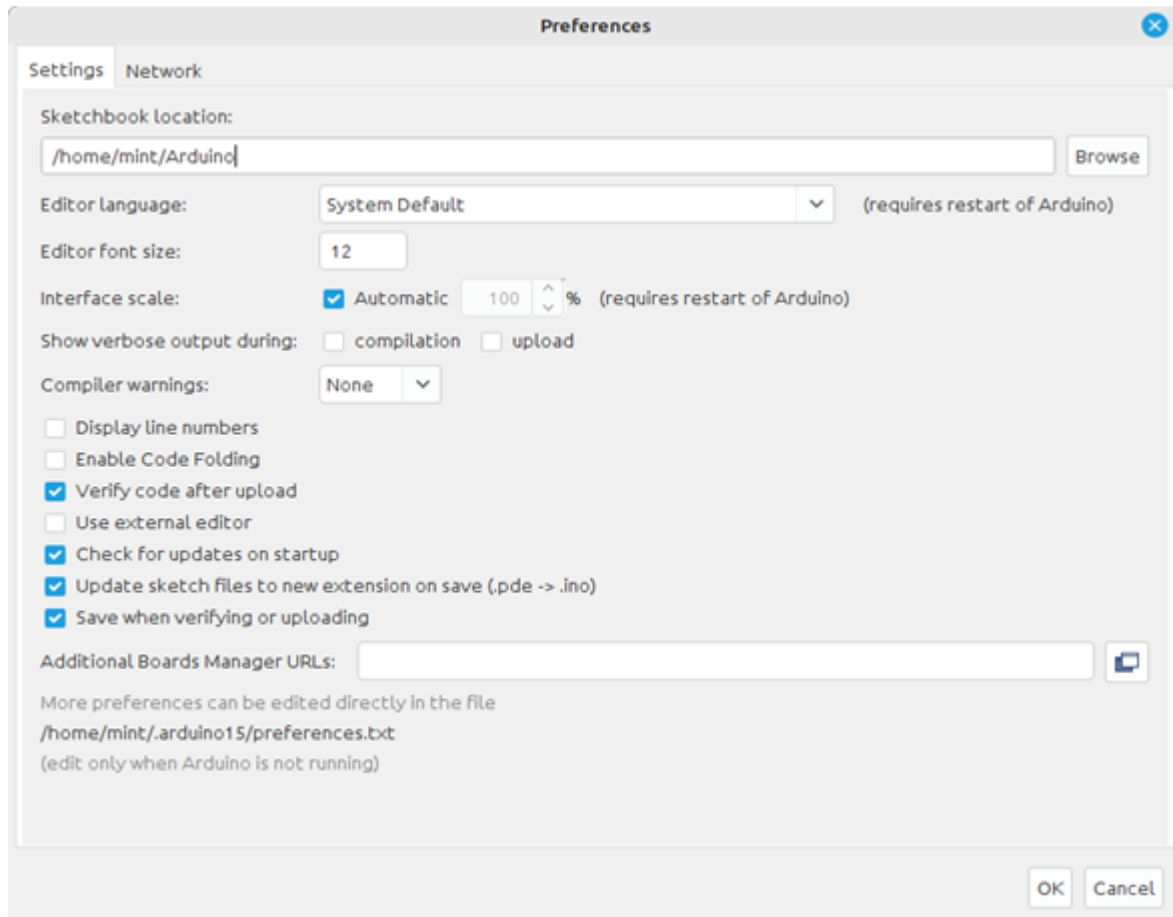 Preferences
Settings Network
Sketchbook location:
/home/mint/Arduino Browse
Editor language: System Default (requires restart of Arduino)
Editor font size: 12
Interface scale: Automatic 100 % (requires restart of Arduino)
Show verbose output during: compilation upload
Compiler warnings: None
Display line numbers
Enable Code Folding
Verify code after upload
Use external editor
Check for updates on startup
Update sketch files to new extension on save (.pde -> .ino)
Save when verifying or uploading
Additional Boards Manager URLs:
More preferences can be edited directly in the file
/home/mint/.arduino15/preferences.txt
(edit only when Arduino is not running)
OK Cancel